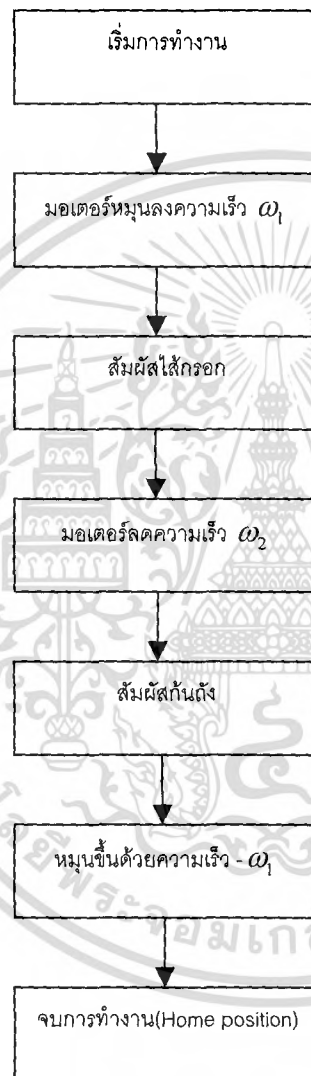 เริ่มการทำงาน
มอเตอร์หมุนลงความเร็ว ω₁
สัมผัสไส้กรอก
มอเตอร์ลดความเร็ว ω₂
สัมผัสก้นถัง
หมุนขึ้นด้วยความเร็ว - ω₁
จบการทำงาน(Home position)